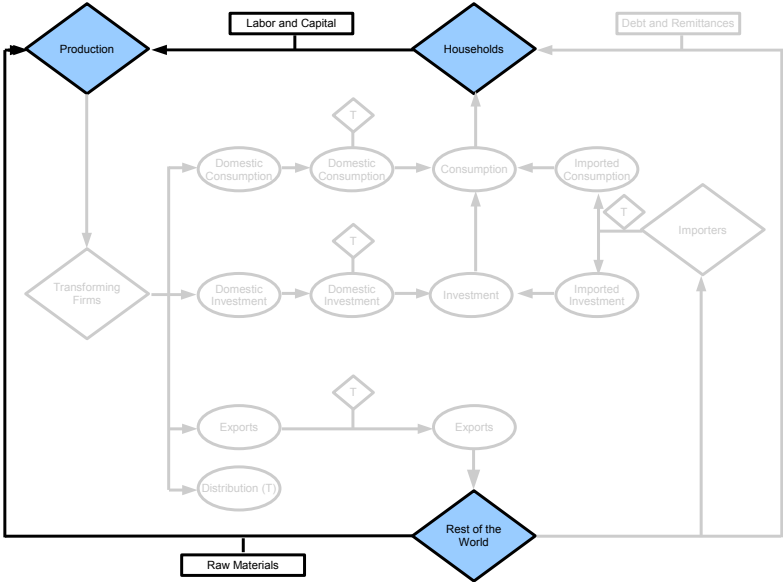 Labor and Capital
Debt and Remittances
Production
Households
T
Domestic
Consumption
Domestic
Consumption
Consumption
Imported
Consumption
T
Importers
T
Transforming
Firms
Domestic
Investment
Domestic
Investment
Investment
Imported
Investment
T
Exports
Exports
Distribution (T)
Rest of the
World
Raw Materials